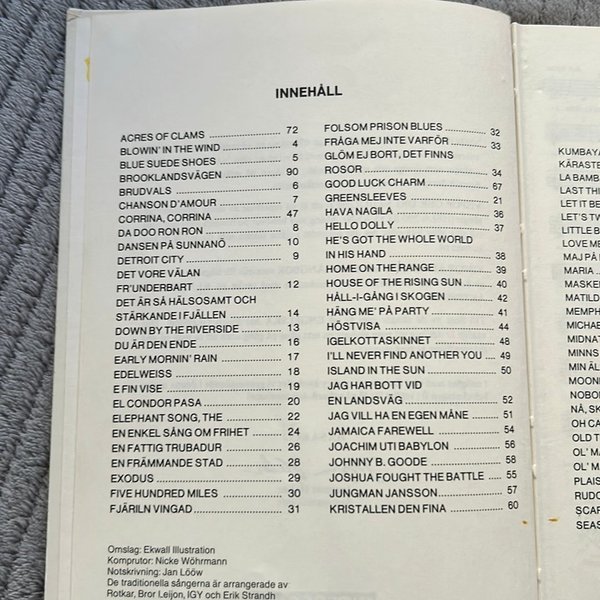 INNEHÅLL
ACRES OF CLAMS 72
BLOWIN' IN THE WIND 4
BLUE SUEDE SHOES 5
BROOKLANDSVÄGEN 90
BRUDVALS 6
CHANSON D'AMOUR 7
CORRINA, CORRINA 47
DA DOO RON RON 8
DANSEN PÅ SUNNANÖ 10
DETROIT CITY 9
DET VORE VÄLAN
FR'UNDERBART 12
DET ÄR SÅ HÄLSOSAMT OCH
STÄRKANDE I FJÄLLEN 14
DOWN BY THE RIVERSIDE 13
DU ÄR DEN ENDE 16
EARLY MORNIN' RAIN 17
EDELWEISS 18
E FIN VISE 19
EL CONDOR PASA 20
ELEPHANT SONG, THE 22
EN ENKEL SÅNG OM FRIHET 24
EN FATTIG TRUBADUR 26
EN FRÄMMANDE STAD 28
EXODUS 29
FIVE HUNDRED MILES 30
FJÄRILN VINGAD 31
FOLSOM PRISON BLUES 32
FRÅGA MEJ INTE VARFÖR 33
GLÖM EJ BORT, DET FINNS
ROSOR 34
GOOD LUCK CHARM 67
GREENSLEEVES 21
HAVA NAGILA 36
HELLO DOLLY 37
HE'S GOT THE WHOLE WORLD
IN HIS HAND 38
HOME ON THE RANGE 39
HOUSE OF THE RISING SUN 40
HÅLL-I-GÅNG I SKOGEN 42
HÄNG ME' PÅ PARTY 41
HÖSTVISA 44
IGELKOTTASKINNET 48
I'LL NEVER FIND ANOTHER YOU 49
ISLAND IN THE SUN 50
JAG HAR BOTT VID
EN LANDSVÄG 52
JAG VILL HA EN EGEN MÅNE 51
JAMAICA FAREWELL 54
JOACHIM UTI BABYLON 56
JOHNNY B. GOODE 58
JOSHUA FOUGHT THE BATTLE 55
JUNGMAN JANSSON 57
KRISTALLEN DEN FINA 60
Omslag: Ekwall Illustration
Komprutor: Nicke Wöhrmann
Notskrivning: Jan Lööw
De traditionella sångerna är arrangerade av
Rotkar, Bror Leijon, IGY och Erik Strandh
KUMBAYA
KÄRASTE
LA BAMB
LAST THI
LET IT BE
LET'S TW
LITTLE B
LOVE ME
MAJ PÅ
MARIA
MASKEN
MATILD
MEMPH
MICHAE
MIDNAT
MINNS
MIN ÄL
MOON
NOBO
NÅ, SK
OH CA
OLD T
OL' MA
OL' M
PLAIS
RUDO
SCAR
SEAS